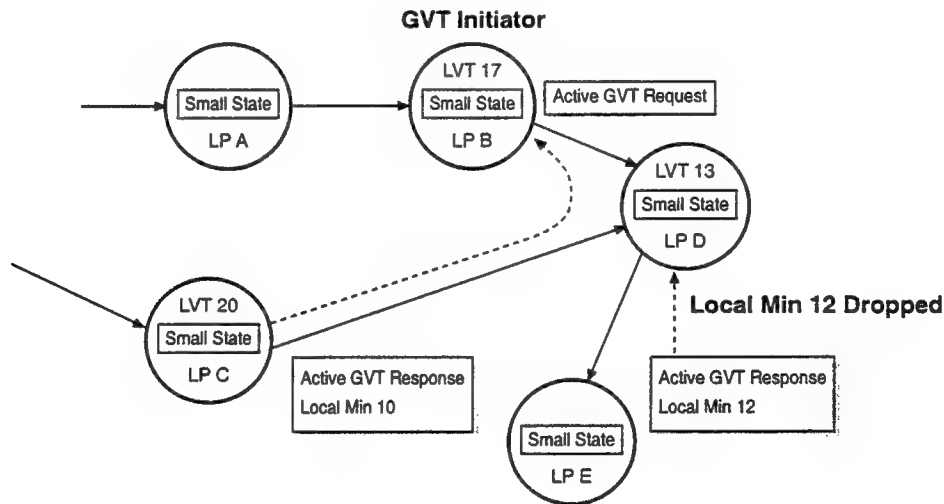 GVT Initiator
Small State
LP A
LVT 17
Small State
LP B
Active GVT Request
LVT 13
Small State
LP D
LVT 20
Small State
LP C
Active GVT Response
Local Min 10
Local Min 12 Dropped
Active GVT Response
Local Min 12
Small State
LP E